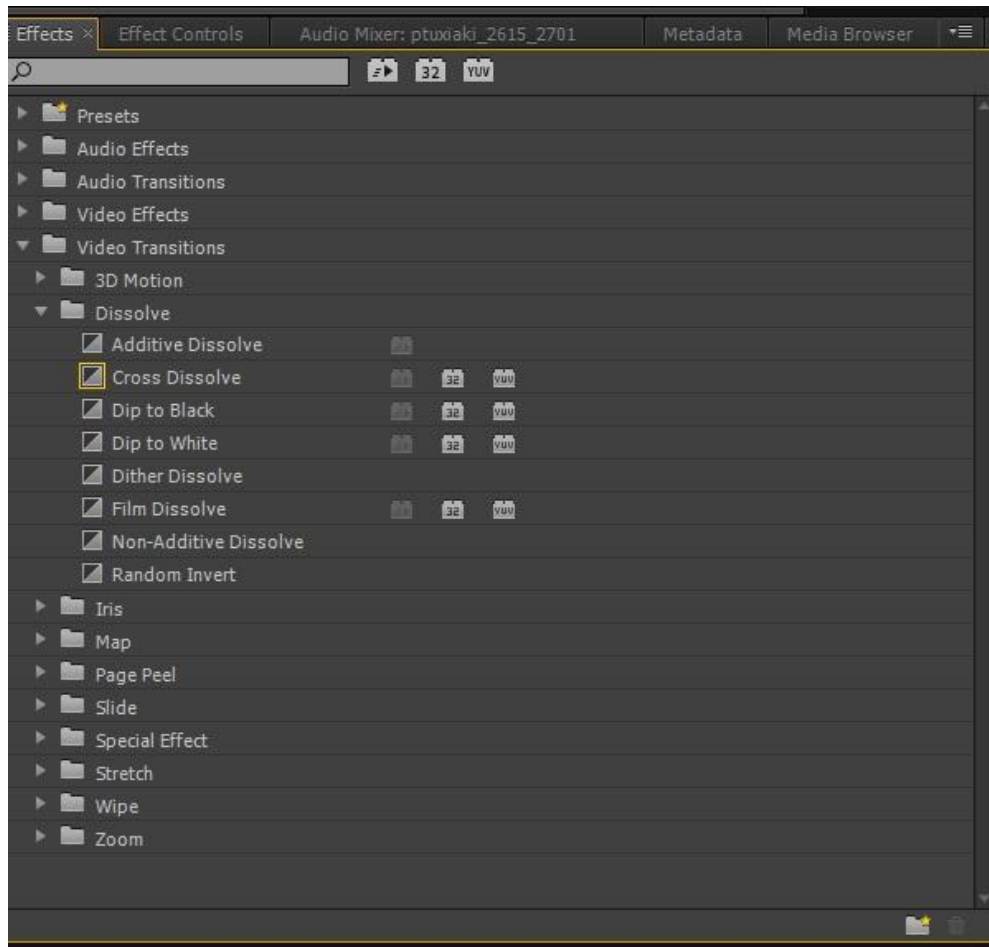 Effects Effect Controls Audio Mixer: ptuxiaki_2615_2701 Metadata Media Browser
32 YUV
Presets
Audio Effects
Audio Transitions
Video Effects
Video Transitions
3D Motion
Dissolve
Additive Dissolve
Cross Dissolve 32 YUV
Dip to Black 32 YUV
Dip to White 32 YUV
Dither Dissolve
Film Dissolve 32 YUV
Non-Additive Dissolve
Random Invert
Iris
Map
Page Peel
Slide
Special Effect
Stretch
Wipe
Zoom